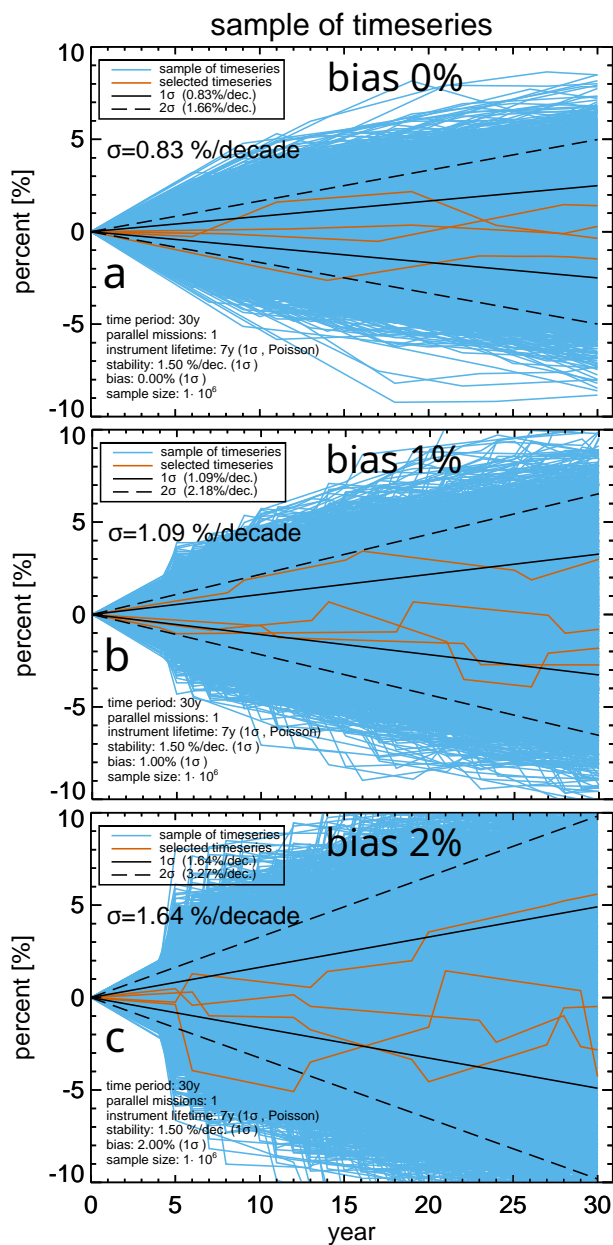 sample of timeseries
10
5
0
-5
-10
percent [%]
sample of timeseries
selected timeseries
1σ (0.83%/dec.)
2σ (1.66%/dec.)
bias 0%
σ=0.83 %/decade
a
time period: 30y
parallel missions: 1
instrument lifetime: 7y (1σ , Poisson)
stability: 1.50 %/dec. (1σ )
bias: 0.00% (1σ )
sample size: 1· 10⁶
10
5
0
-5
-10
percent [%]
sample of timeseries
selected timeseries
1σ (1.09%/dec.)
2σ (2.18%/dec.)
bias 1%
σ=1.09 %/decade
b
time period: 30y
parallel missions: 1
instrument lifetime: 7y (1σ , Poisson)
stability: 1.50 %/dec. (1σ )
bias: 1.00% (1σ )
sample size: 1· 10⁶
10
5
0
-5
-10
percent [%]
sample of timeseries
selected timeseries
1σ (1.64%/dec.)
2σ (3.27%/dec.)
bias 2%
σ=1.64 %/decade
c
time period: 30y
parallel missions: 1
instrument lifetime: 7y (1σ , Poisson)
stability: 1.50 %/dec. (1σ )
bias: 2.00% (1σ )
sample size: 1· 10⁶
0 5 10 15 20 25 30
year